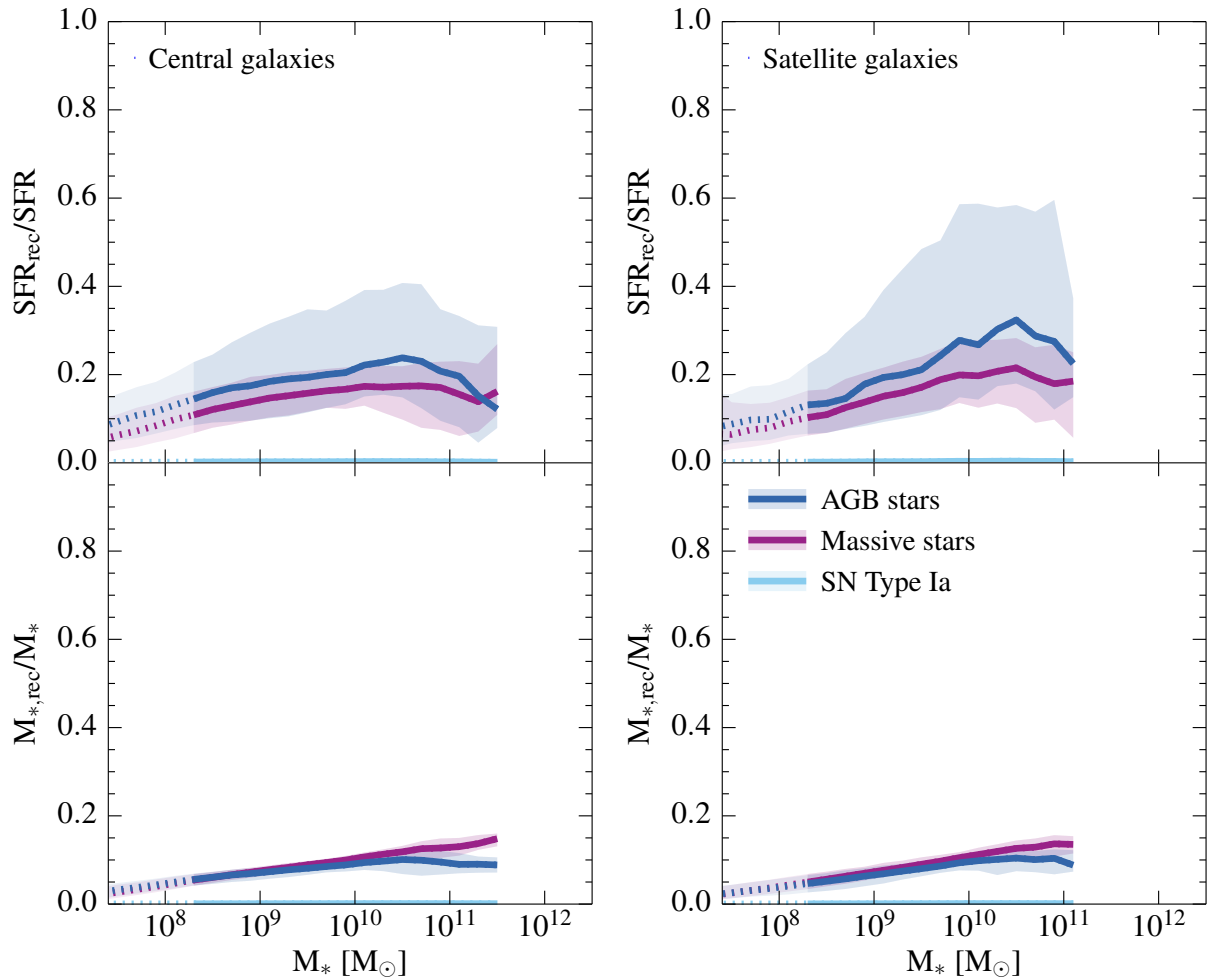 Central galaxies
Satellite galaxies
1.0
0.8
0.6
0.4
0.2
0.0
SFR_rec/SFR
1.0
0.8
0.6
0.4
0.2
0.0
SFR_rec/SFR
0.8
0.6
0.4
0.2
0.0
M_*,rec/M_*
10^8 10^9 10^10 10^11 10^12
M_* [M_⊙]
AGB stars
Massive stars
SN Type Ia
0.8
0.6
0.4
0.2
0.0
M_*,rec/M_*
10^8 10^9 10^10 10^11 10^12
M_* [M_⊙]